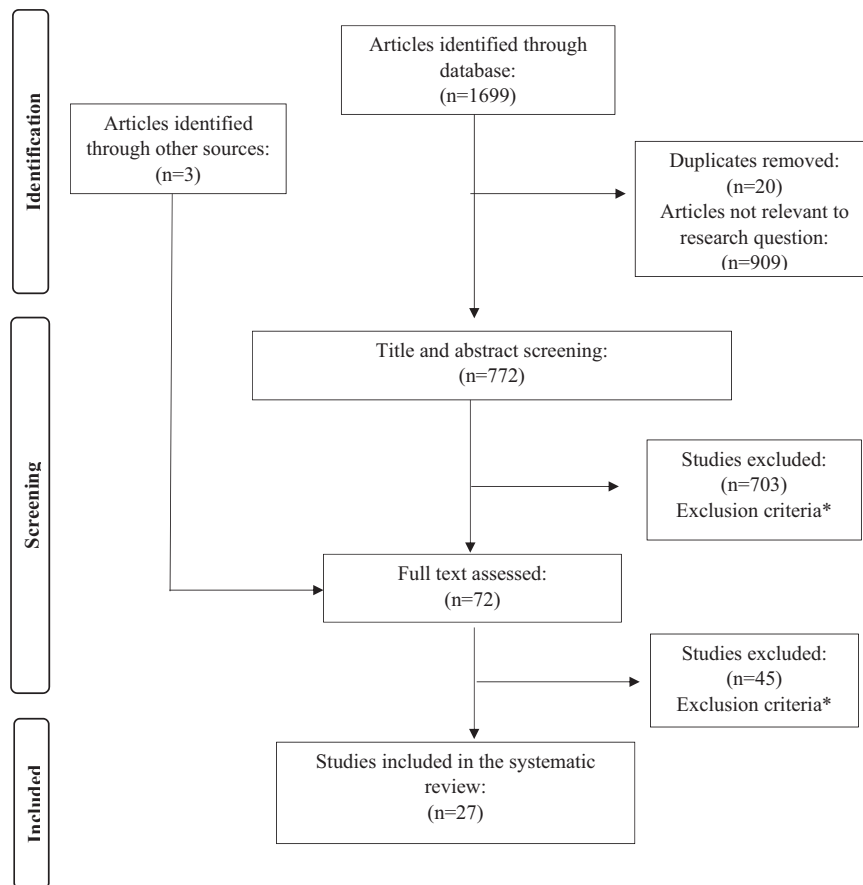 Identification
Articles identified through
database:
(n=1699)
Articles identified
through other sources:
(n=3)
Duplicates removed:
(n=20)
Articles not relevant to
research question:
(n=909)
Screening
Title and abstract screening:
(n=772)
Studies excluded:
(n=703)
Exclusion criteria*
Full text assessed:
(n=72)
Studies excluded:
(n=45)
Exclusion criteria*
Included
Studies included in the systematic
review:
(n=27)